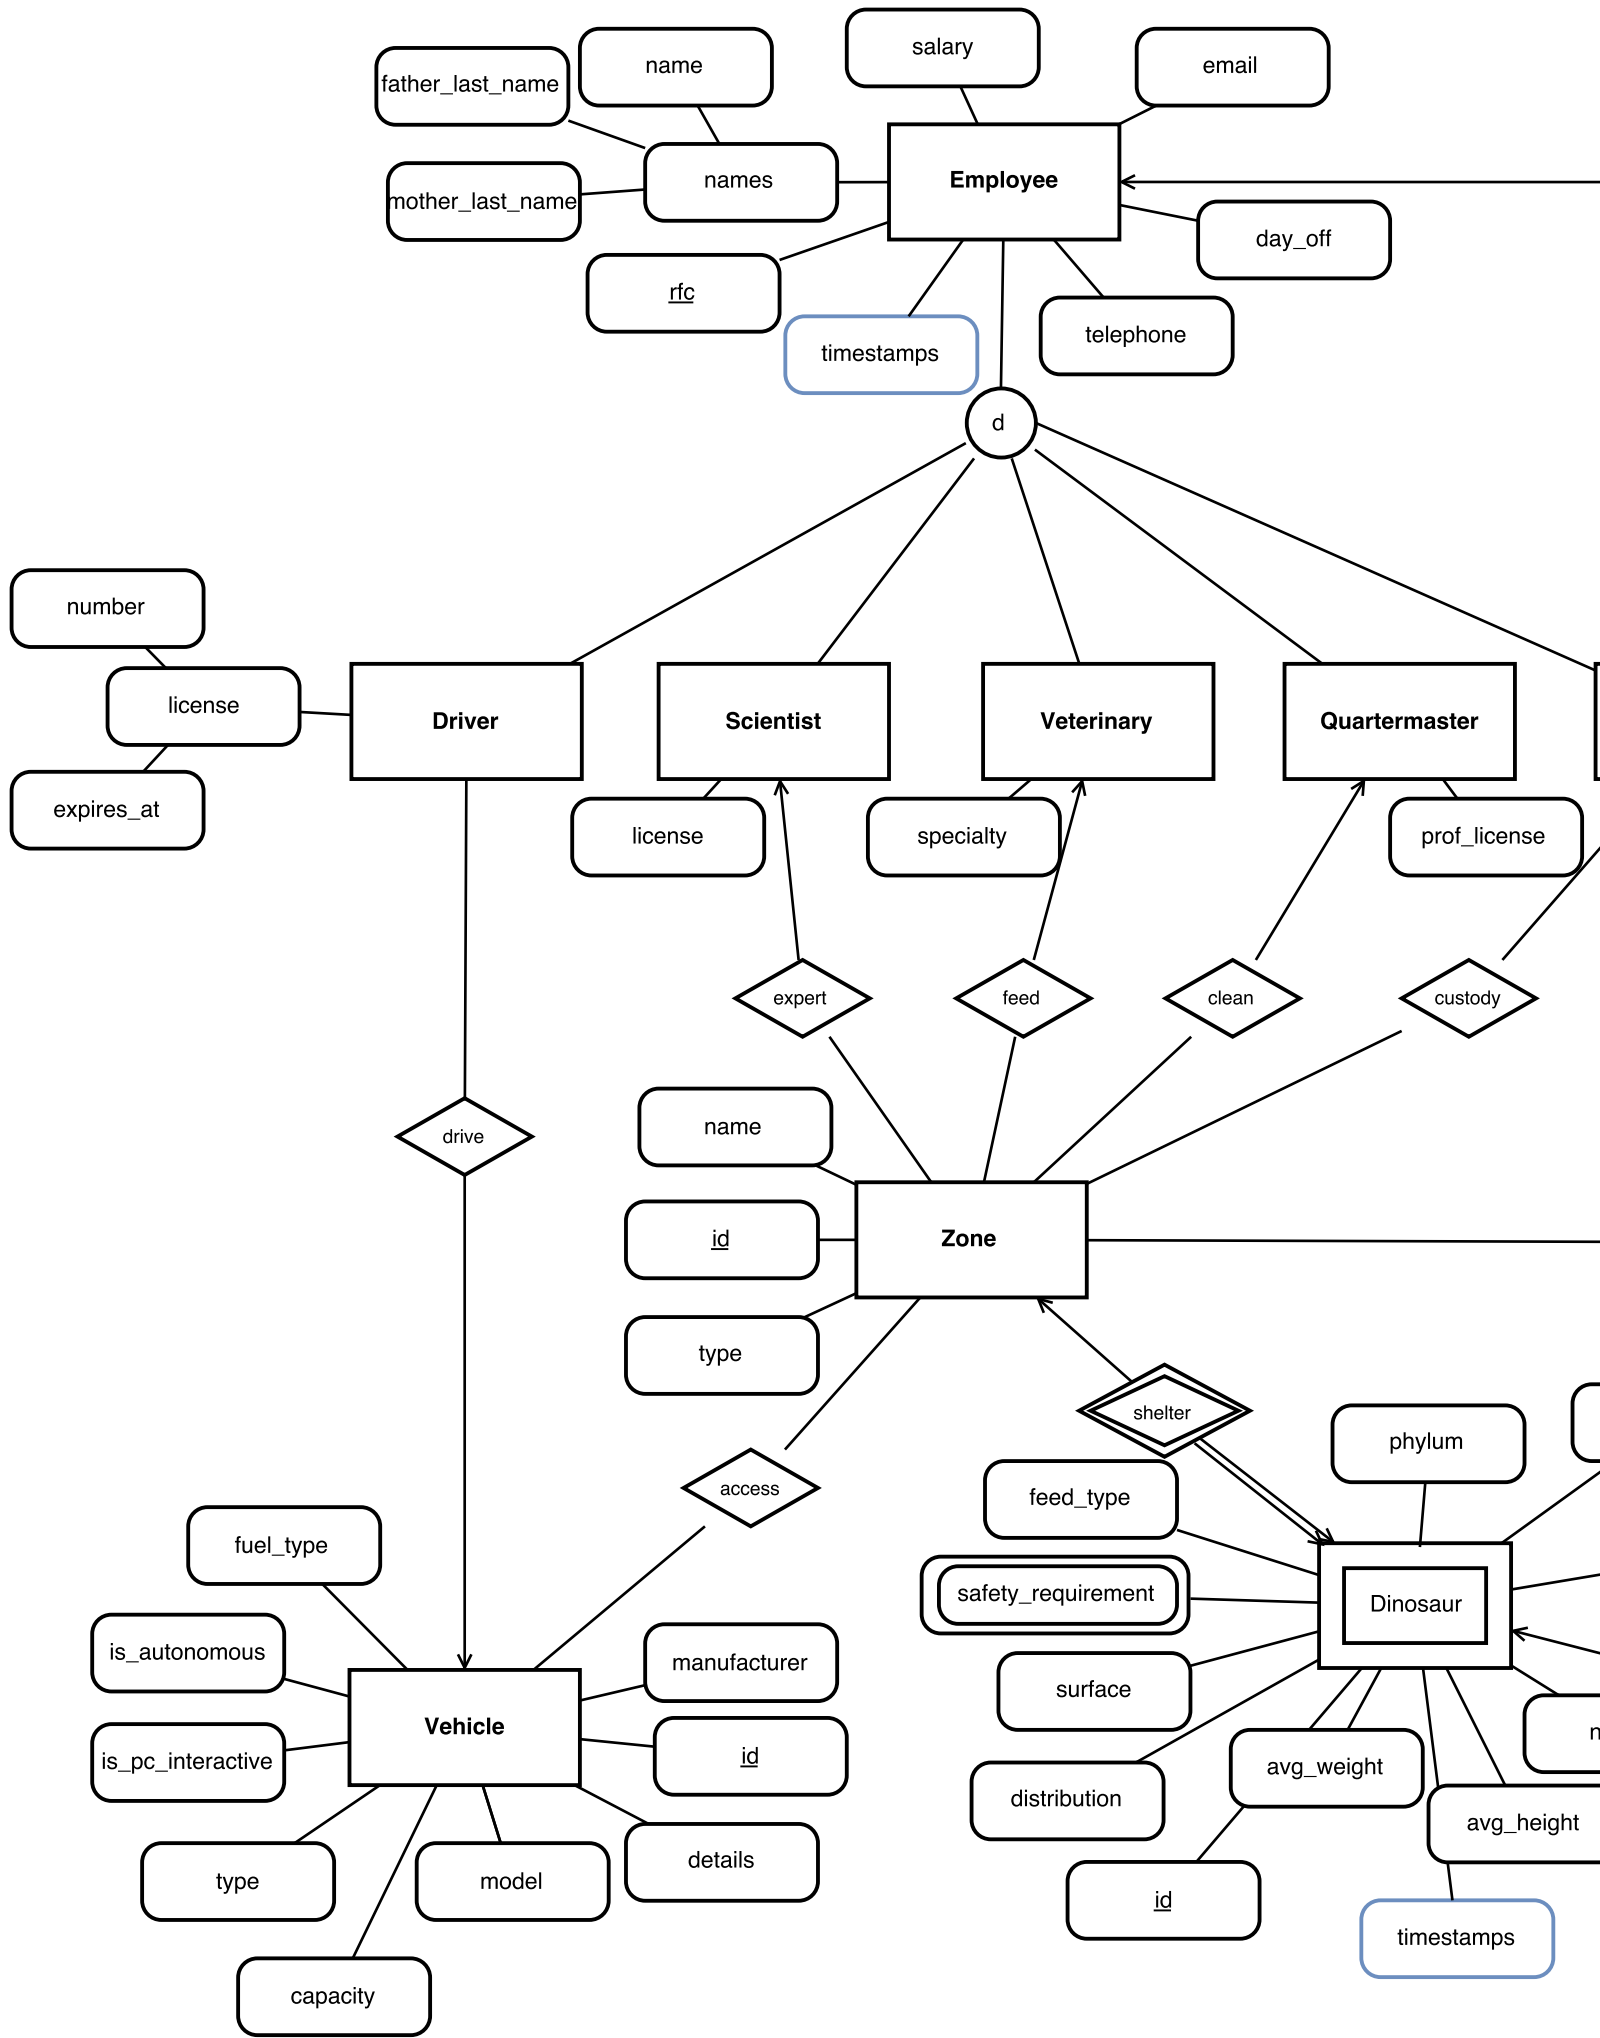 salary
name
email
father_last_name
names
Employee
mother_last_name
day_off
rfc
telephone
timestamps
d
number
license
Driver
Scientist
Veterinary
Quartermaster
expires_at
license
specialty
prof_license
expert
feed
clean
custody
name
drive
id
Zone
type
shelter
phylum
access
feed_type
fuel_type
safety_requirement
Dinosaur
is_autonomous
manufacturer
surface
Vehicle
id
is_pc_interactive
avg_weight
distribution
avg_height
details
type
model
id
timestamps
capacity